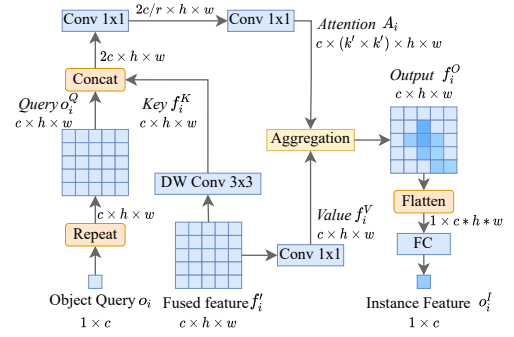 Conv 1x1
2c/r × h × w
Conv 1x1
Attention A_i
c × (k′ × k′) × h × w
2c × h × w
Concat
Output f_i^O
c × h × w
Query o_i^Q
c × h × w
Key f_i^K
c × h × w
Aggregation
DW Conv 3x3
Flatten
c × h × w
Value f_i^V
c × h × w
1 × c ∗ h ∗ w
Repeat
FC
Conv 1x1
Object Query o_i
1 × c
Fused feature f_i′
c × h × w
Instance Feature o_i^I
1 × c